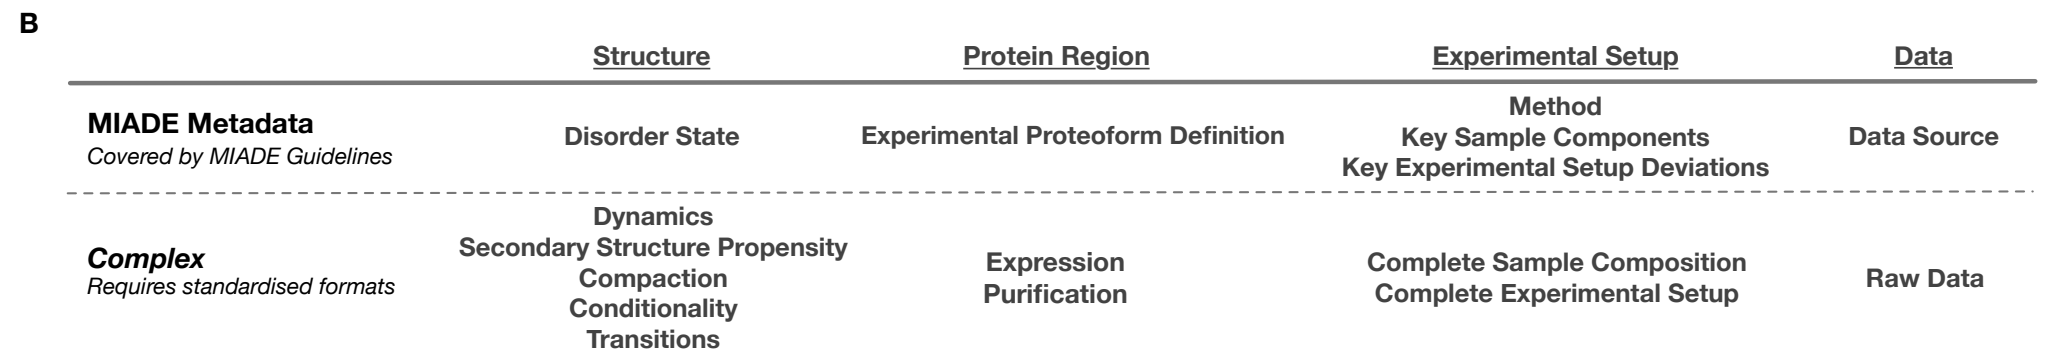 B
Structure Protein Region Experimental Setup Data
MIADE Metadata
Covered by MIADE Guidelines
Disorder State
Experimental Proteoform Definition
Method
Key Sample Components
Key Experimental Setup Deviations
Data Source
Complex
Requires standardised formats
Dynamics
Secondary Structure Propensity
Compaction
Conditionality
Transitions
Expression
Purification
Complete Sample Composition
Complete Experimental Setup
Raw Data